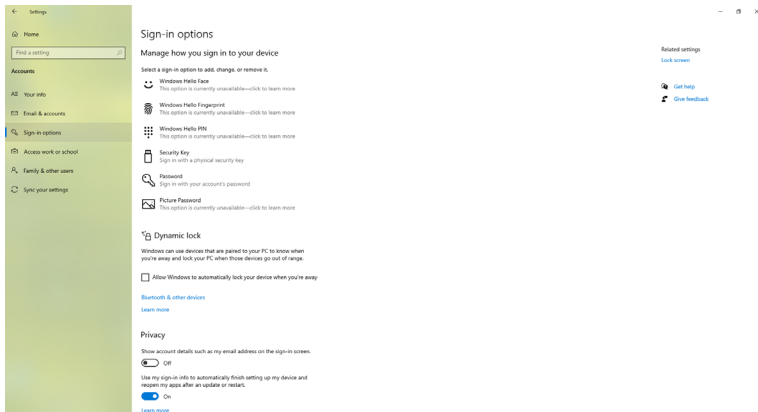 Settings
Home
Find a setting
Accounts
Your info
Email & accounts
Sign-in options
Access work or school
Family & other users
Sync your settings
Sign-in options
Manage how you sign in to your device
Select a sign-in option to add, change, or remove it.
Windows Hello Face
This option is currently unavailable—click to learn more
Windows Hello Fingerprint
This option is currently unavailable—click to learn more
Windows Hello PIN
This option is currently unavailable—click to learn more
Security Key
Sign in with a physical security key
Password
Sign in with your account's password
Picture Password
This option is currently unavailable—click to learn more
Dynamic lock
Windows can use devices that are paired to your PC to know when
you're away and lock your PC when those devices go out of range.
Allow Windows to automatically lock your device when you're away
Bluetooth & other devices
Learn more
Privacy
Show account details such as my email address on the sign-in screen.
Off
Use my sign-in info to automatically finish setting up my device and
reopen my apps after an update or restart.
On
Learn more
Related settings
Lock screen
Get help
Give feedback